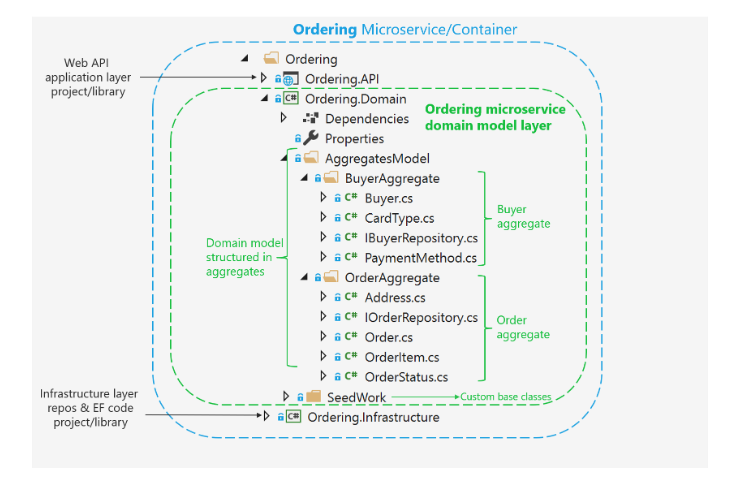 Ordering Microservice/Container
Ordering
Web API
application layer
project/library
Ordering.API
C# Ordering.Domain
Ordering microservice
domain model layer
Dependencies
Properties
AggregatesModel
BuyerAggregate
C# Buyer.cs
C# CardType.cs
C# IBuyerRepository.cs
C# PaymentMethod.cs
Buyer
aggregate
Domain model
structured in
aggregates
OrderAggregate
C# Address.cs
C# IOrderRepository.cs
C# Order.cs
C# OrderItem.cs
C# OrderStatus.cs
Order
aggregate
SeedWork
Custom base classes
Infrastructure layer
repos & EF code
project/library
C# Ordering.Infrastructure